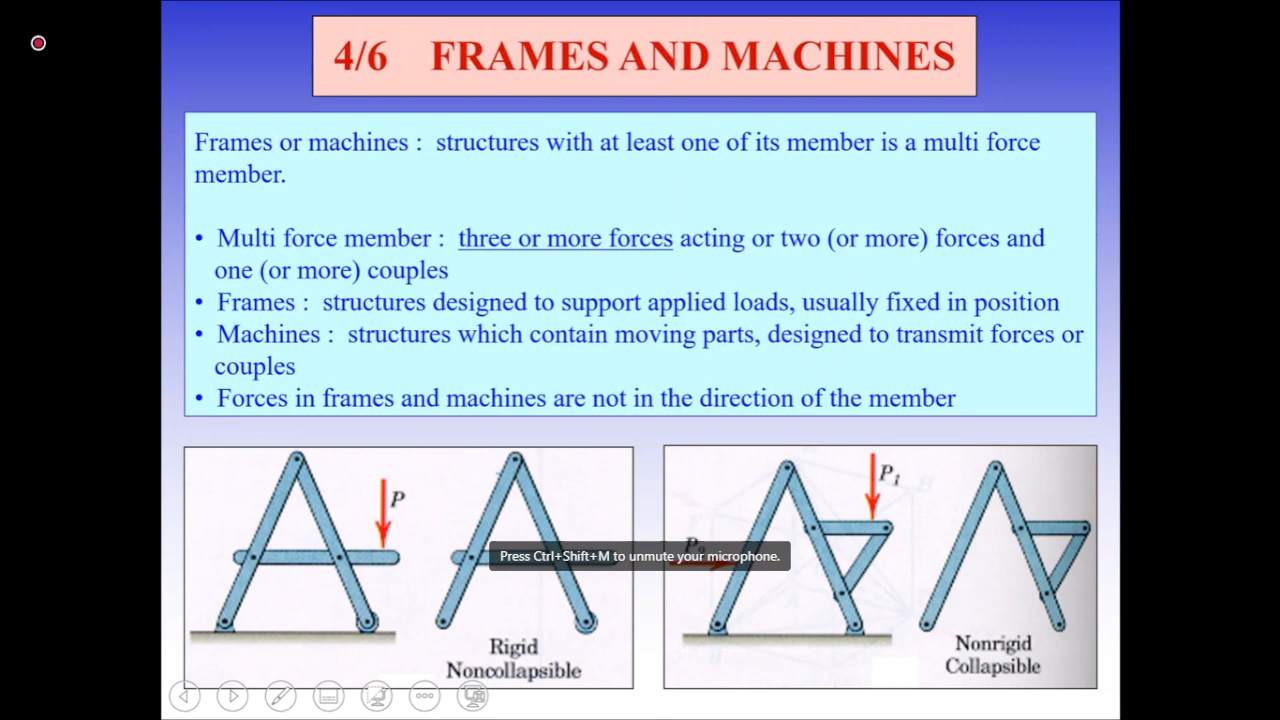 4/6 FRAMES AND MACHINES
Frames or machines : structures with at least one of its member is a multi force
member.
• Multi force member : three or more forces acting or two (or more) forces and
one (or more) couples
• Frames : structures designed to support applied loads, usually fixed in position
• Machines : structures which contain moving parts, designed to transmit forces or
couples
• Forces in frames and machines are not in the direction of the member
P
P1
Press Ctrl+Shift+M to unmute your microphone.
Rigid
Noncollapsible
Nonrigid
Collapsible